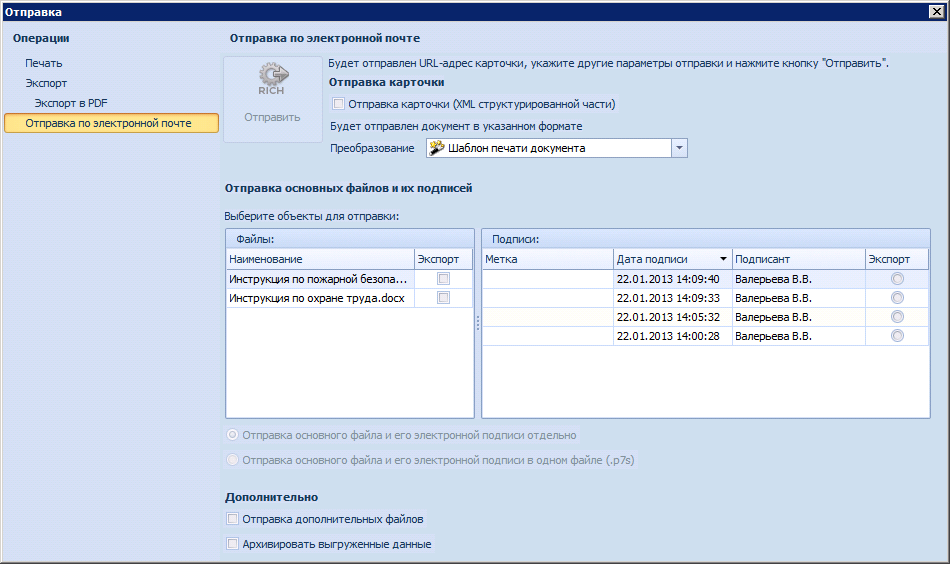 Отправка
Операции
Печать
Экспорт
Экспорт в PDF
Отправка по электронной почте
Отправка по электронной почте
RICH
Отправить
Будет отправлен URL-адрес карточки, укажите другие параметры отправки и нажмите кнопку "Отправить".
Отправка карточки
Отправка карточки (XML структурированной части)
Будет отправлен документ в указанном формате
Преобразование Шаблон печати документа
Отправка основных файлов и их подписей
Выберите объекты для отправки:
Файлы:
Наименование Экспорт
Инструкция по пожарной безопа...
Инструкция по охране труда.docx
Подписи:
Метка Дата подписи Подписант Экспорт
22.01.2013 14:09:40 Валерьева В.В.
22.01.2013 14:09:33 Валерьева В.В.
22.01.2013 14:05:32 Валерьева В.В.
22.01.2013 14:00:28 Валерьева В.В.
Отправка основного файла и его электронной подписи отдельно
Отправка основного файла и его электронной подписи в одном файле (.p7s)
Дополнительно
Отправка дополнительных файлов
Архивировать выгруженные данные